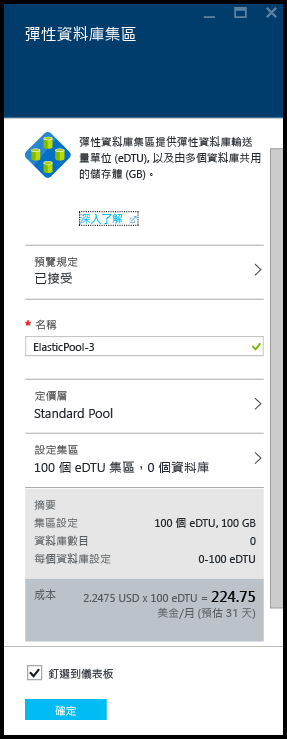 彈性資料庫集區
彈性資料庫集區提供彈性資料庫輸送
量單位 (eDTU), 以及由多個資料庫共用
的儲存體 (GB)。
深入了解
預覽規定
已接受
* 名稱
ElasticPool-3
定價層
Standard Pool
設定集區
100 個 eDTU 集區，0 個資料庫
摘要
集區設定 100 個 eDTU, 100 GB
資料庫數目 0
每個資料庫設定 0-100 eDTU
成本 2.2475 USD x 100 eDTU = 224.75
美金/月 (預估 31 天)
釘選到儀表板
確定